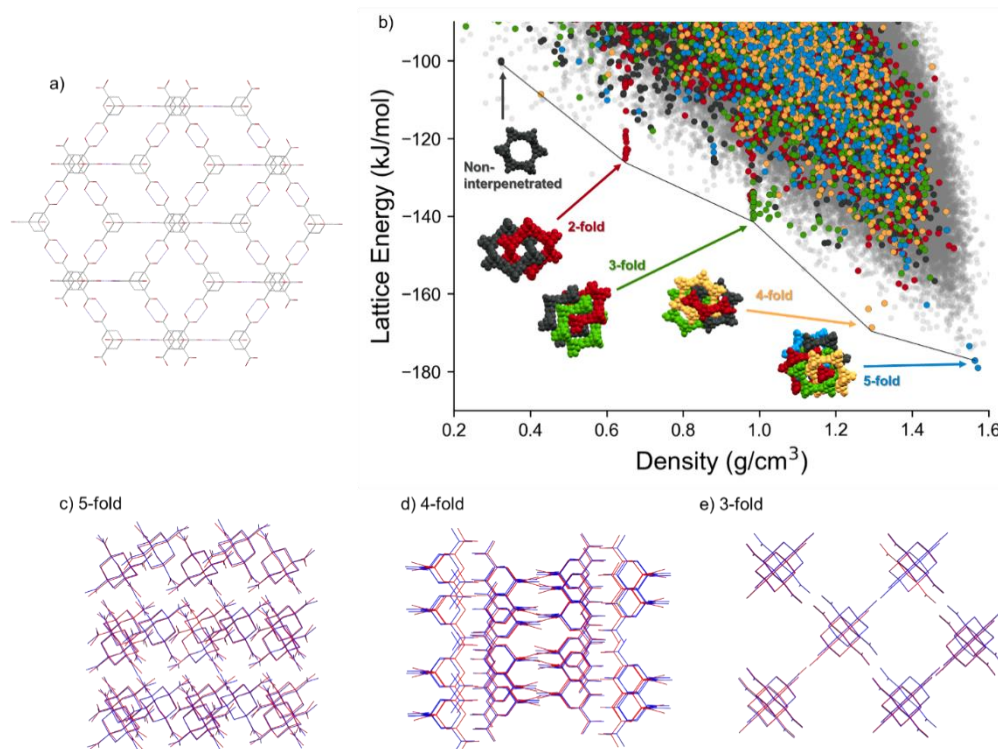 a)
b)
Lattice Energy (kJ/mol)
−100
−120
−140
−160
−180
Non-
interpenetrated
2-fold
3-fold
4-fold
5-fold
0.2 0.4 0.6 0.8 1.0 1.2 1.4 1.6
Density (g/cm³)
c) 5-fold
d) 4-fold
e) 3-fold